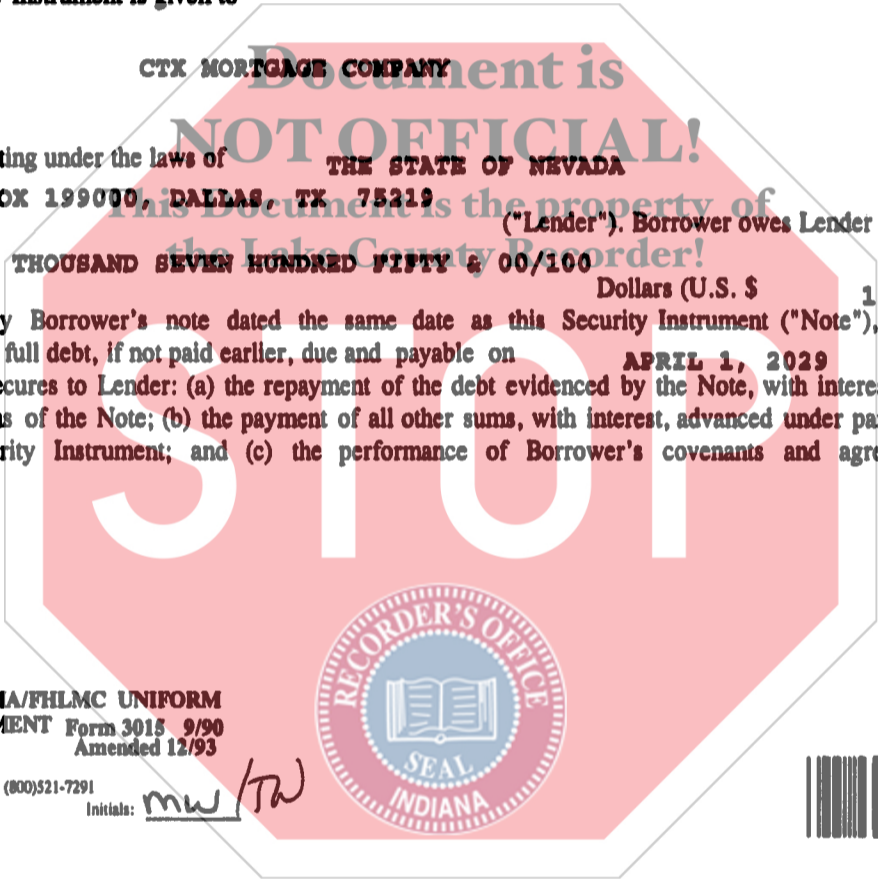 Instrument is given to
CTX MORTGAGE COMPANY
Document is
NOT OFFICIAL!
ting under the laws of THE STATE OF NEVADA
OX 199000, DALLAS, TX 75219
This Document is the property of
("Lender"). Borrower owes Lender
the Lake County Recorder!
THOUSAND SEVEN HUNDRED FIFTY & 00/100
Dollars (U.S. $ 1
y Borrower's note dated the same date as this Security Instrument ("Note"),
full debt, if not paid earlier, due and payable on APRIL 1, 2029
ecures to Lender: (a) the repayment of the debt evidenced by the Note, with intere
s of the Note; (b) the payment of all other sums, with interest, advanced under pa
rity Instrument; and (c) the performance of Borrower's covenants and agre
STOP
RECORDER'S OFFICE
SEAL
INDIANA
IA/FHLMC UNIFORM
MENT Form 3015 9/90
Amended 12/93
(800)521-7291
Initials: MW/TW